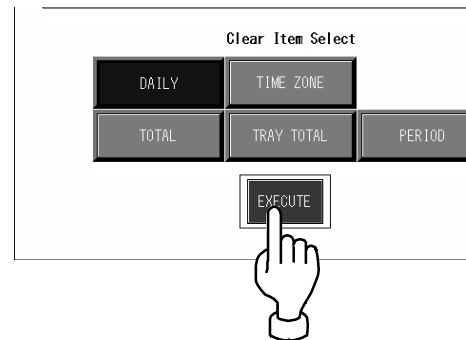 Clear Item Select
DAILY TIME ZONE
TOTAL TRAY TOTAL PERIOD
EXECUTE